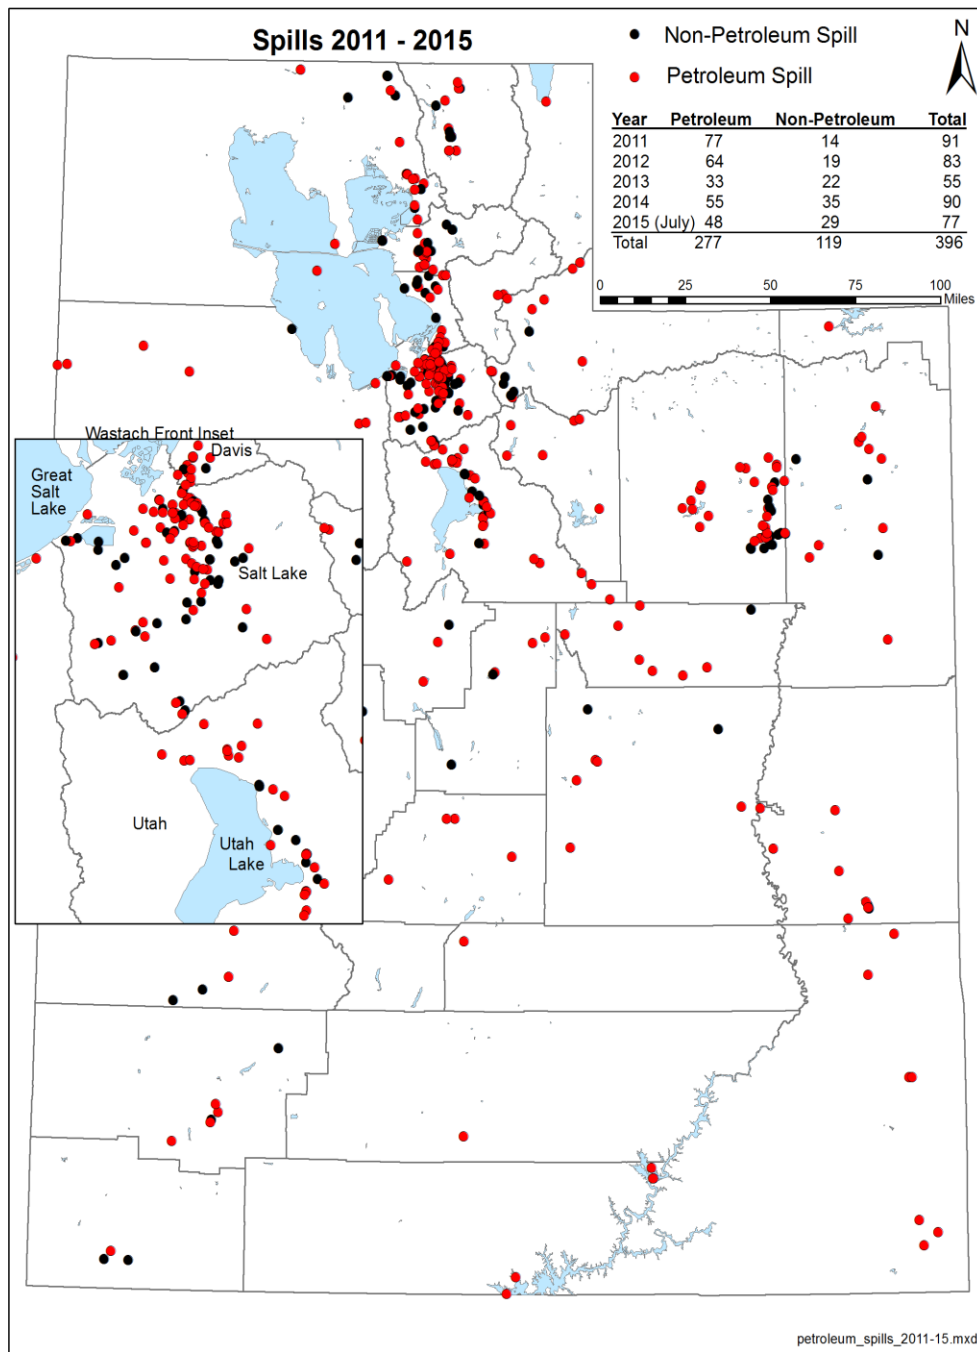 Spills 2011 - 2015
Non-Petroleum Spill
Petroleum Spill
N
Year Petroleum Non-Petroleum Total
2011 77 14 91
2012 64 19 83
2013 33 22 55
2014 55 35 90
2015 (July) 48 29 77
Total 277 119 396
0 25 50 75 100
Miles
Wastach Front Inset
Davis
Great
Salt
Lake
Salt Lake
Utah
Utah
Lake
petroleum_spills_2011-15.mxd